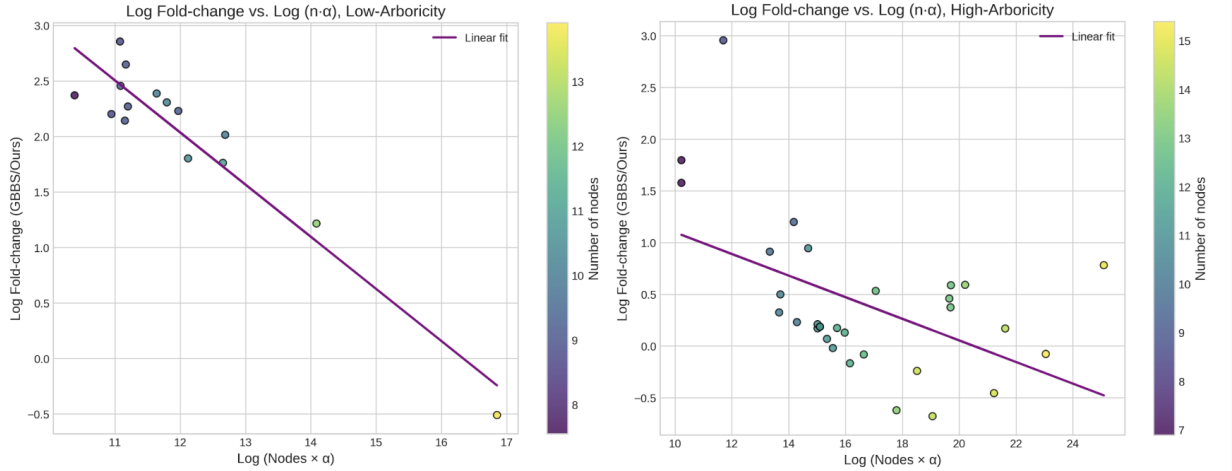 Log Fold-change vs. Log (n·α), Low-Arboricity
Log Fold-change (GBBS/Ours)
3.0
2.5
2.0
1.5
1.0
0.5
0.0
−0.5
Linear fit
11 12 13 14 15 16 17
Log (Nodes × α)
13
12
11
10
9
8
Number of nodes
Log Fold-change vs. Log (n·α), High-Arboricity
Log Fold-change (GBBS/Ours)
3.0
2.5
2.0
1.5
1.0
0.5
0.0
−0.5
Linear fit
10 12 14 16 18 20 22 24
Log (Nodes × α)
15
14
13
12
11
10
9
8
7
Number of nodes